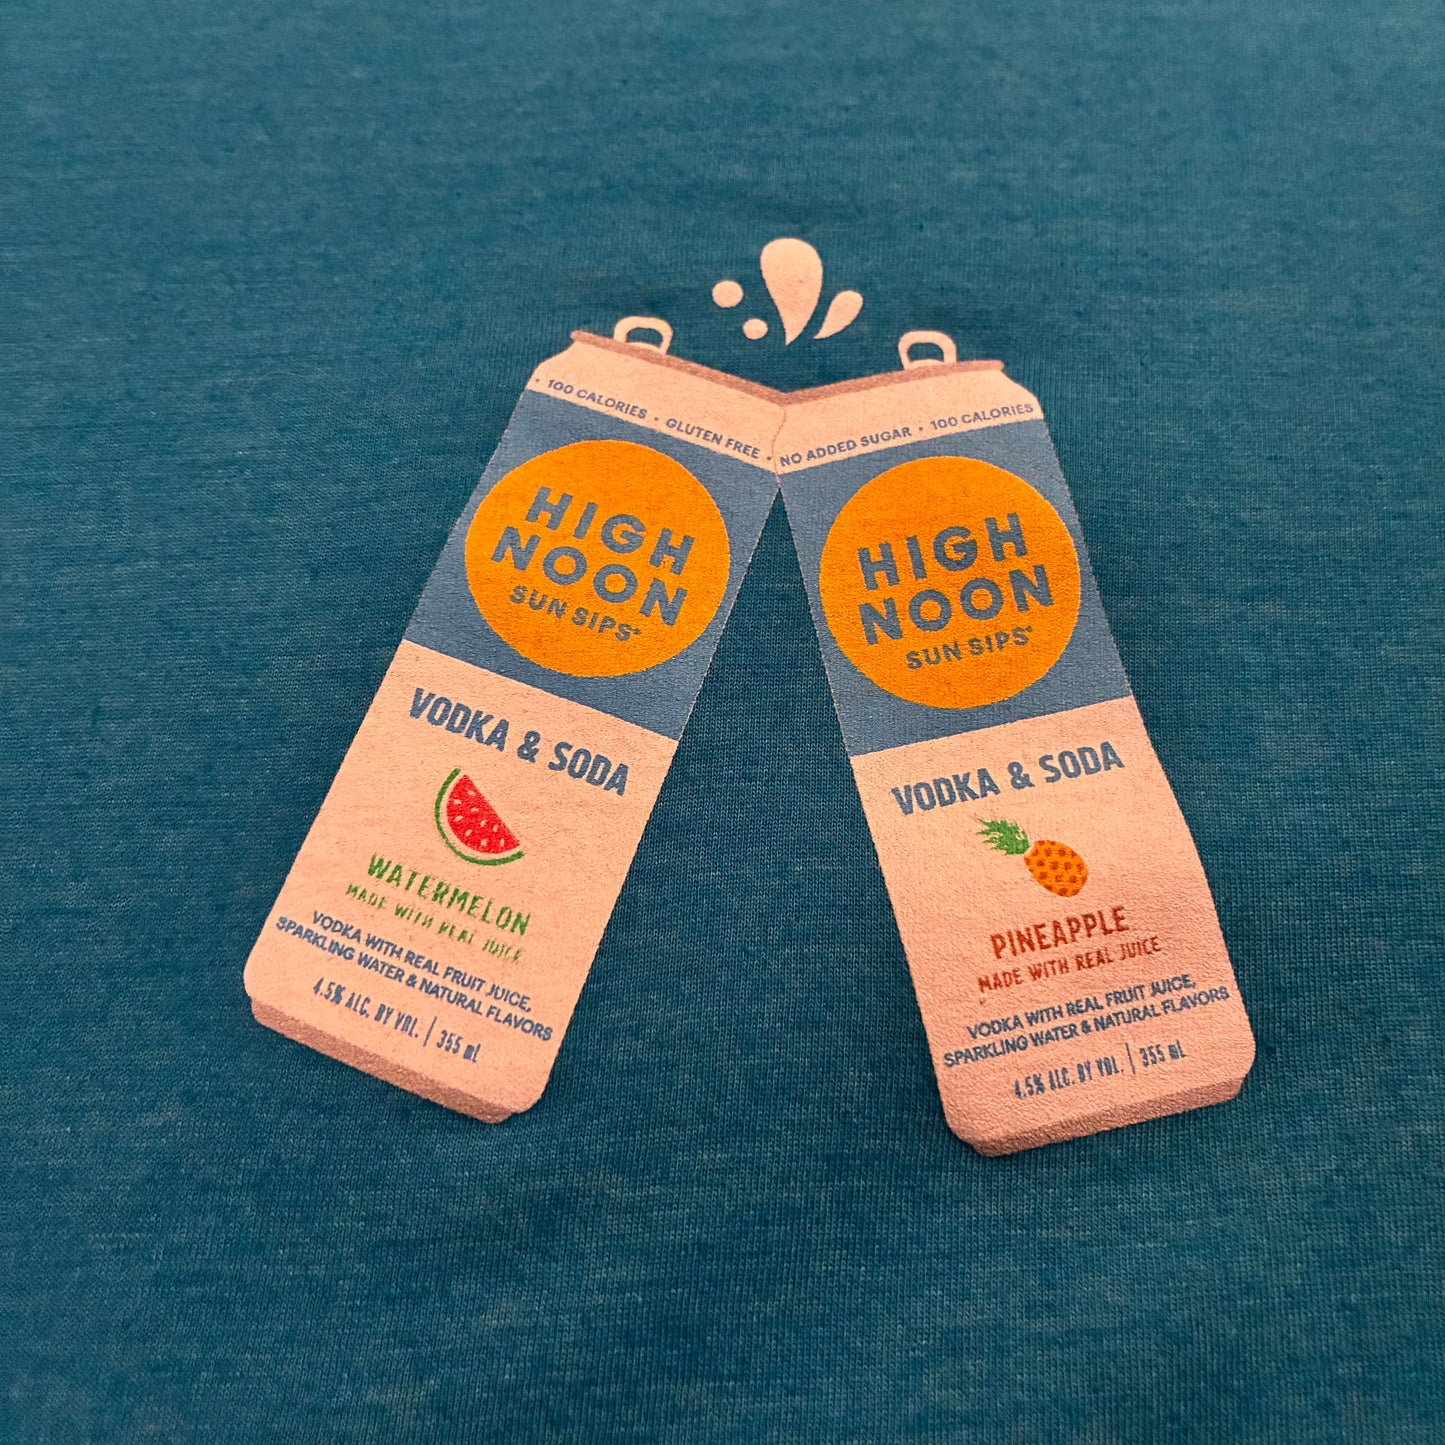 • 100 CALORIES • GLUTEN FREE •
HIGH
NOON
SUN SIPS®
VODKA & SODA
WATERMELON
MADE WITH REAL JUICE
VODKA WITH REAL FRUIT JUICE,
SPARKLING WATER & NATURAL FLAVORS
4.5% ALC. BY VOL. | 355 mL
NO ADDED SUGAR • 100 CALORIES
HIGH
NOON
SUN SIPS®
VODKA & SODA
PINEAPPLE
MADE WITH REAL JUICE
VODKA WITH REAL FRUIT JUICE,
SPARKLING WATER & NATURAL FLAVORS
4.5% ALC. BY VOL. | 355 mL